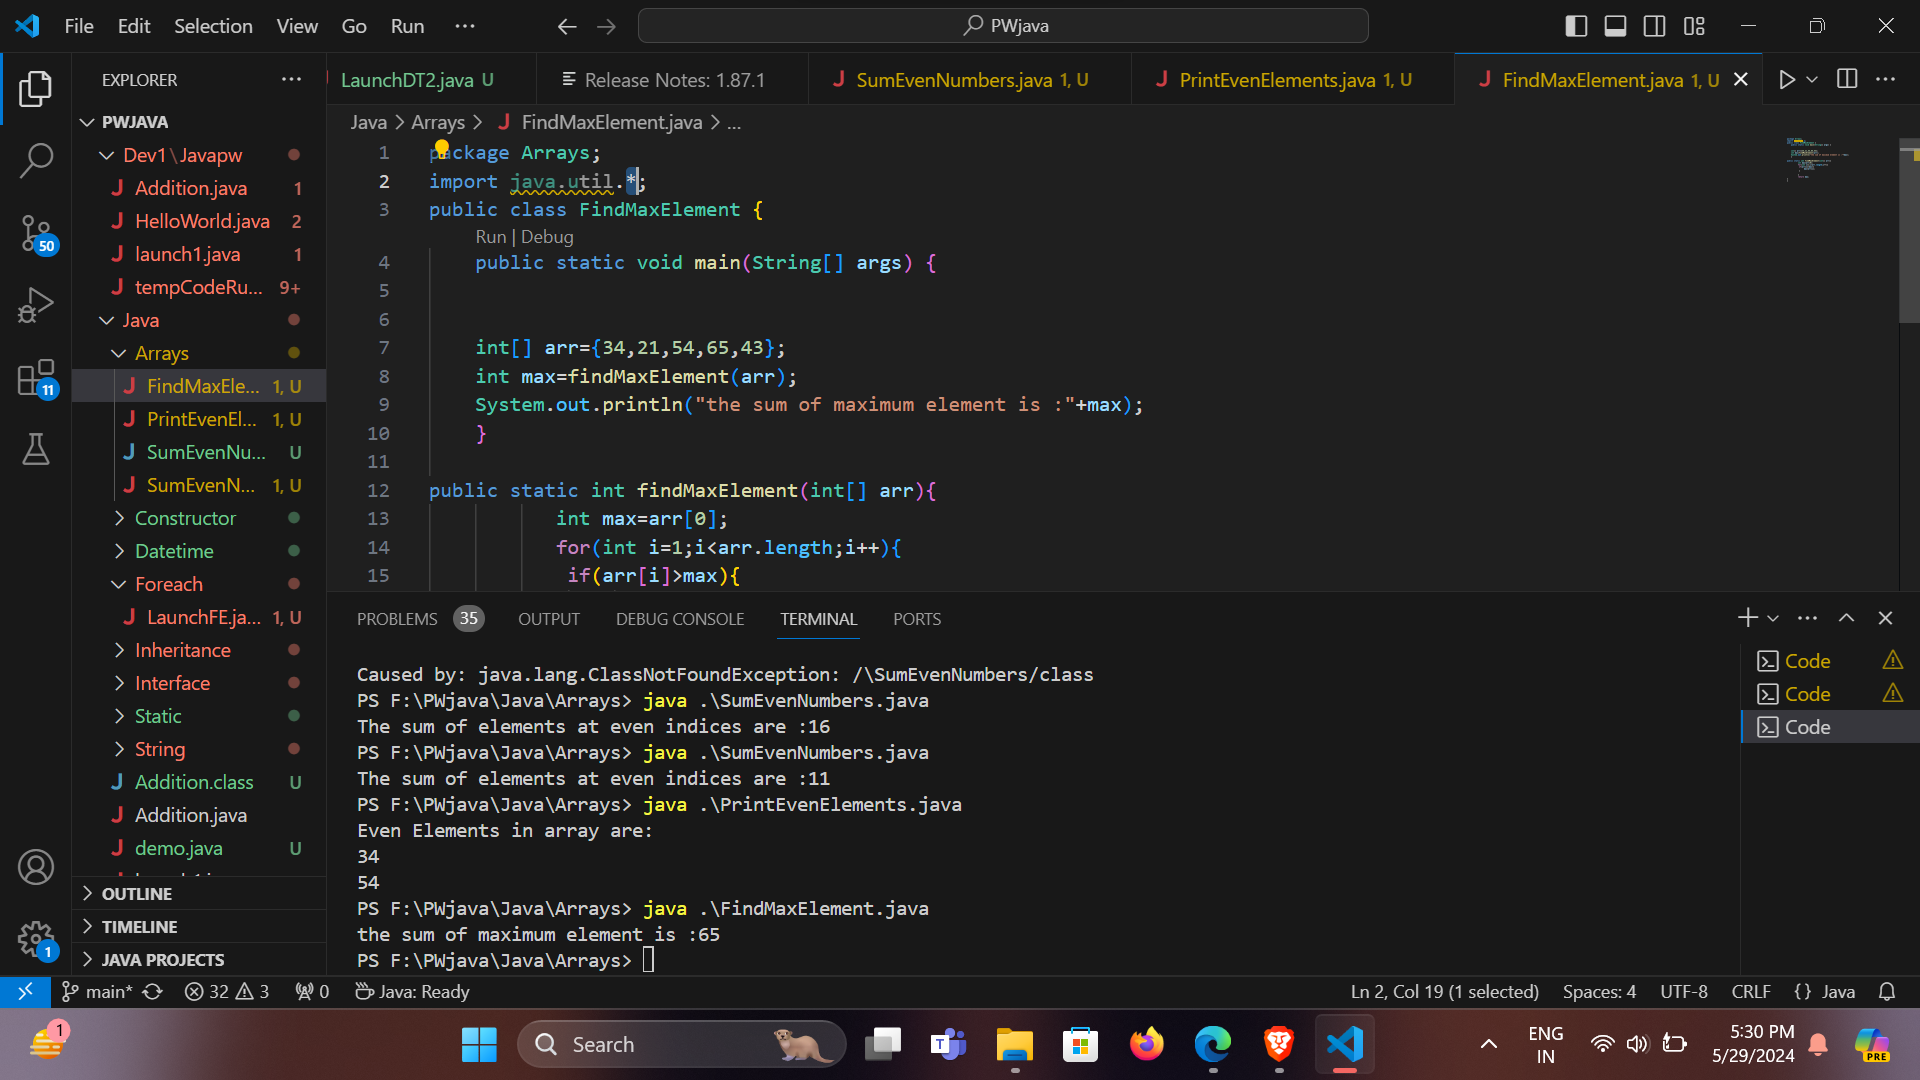 File Edit Selection View Go Run ... PWjava
EXPLORER ...
PWJAVA
Dev1\Javapw
Addition.java 1
HelloWorld.java 2
launch1.java 1
tempCodeRu... 9+
Java
Arrays
FindMaxEle... 1, U
PrintEvenEl... 1, U
SumEvenNu... U
SumEvenN... 1, U
Constructor
Datetime
Foreach
LaunchFE.ja... 1, U
Inheritance
Interface
Static
String
Addition.class U
Addition.java
demo.java U
OUTLINE
TIMELINE
JAVA PROJECTS
50
11
1
LaunchDT2.java U Release Notes: 1.87.1 SumEvenNumbers.java 1, U PrintEvenElements.java 1, U FindMaxElement.java 1, U
Java > Arrays > FindMaxElement.java > ...
1 package Arrays;
2 import java.util.*;
3 public class FindMaxElement {
Run | Debug
4 public static void main(String[] args) {
5
6
7 int[] arr={34,21,54,65,43};
8 int max=findMaxElement(arr);
9 System.out.println("the sum of maximum element is :"+max);
10 }
11
12 public static int findMaxElement(int[] arr){
13 int max=arr[0];
14 for(int i=1;i<arr.length;i++){
15 if(arr[i]>max){
PROBLEMS 35 OUTPUT DEBUG CONSOLE TERMINAL PORTS
Caused by: java.lang.ClassNotFoundException: /\SumEvenNumbers/class
PS F:\PWjava\Java\Arrays> java .\SumEvenNumbers.java
The sum of elements at even indices are :16
PS F:\PWjava\Java\Arrays> java .\SumEvenNumbers.java
The sum of elements at even indices are :11
PS F:\PWjava\Java\Arrays> java .\PrintEvenElements.java
Even Elements in array are:
34
54
PS F:\PWjava\Java\Arrays> java .\FindMaxElement.java
the sum of maximum element is :65
PS F:\PWjava\Java\Arrays>
Code
Code
Code
main* 32 3 0 Java: Ready Ln 2, Col 19 (1 selected) Spaces: 4 UTF-8 CRLF {} Java
1 Search ENG IN 5:30 PM 5/29/2024 PRE